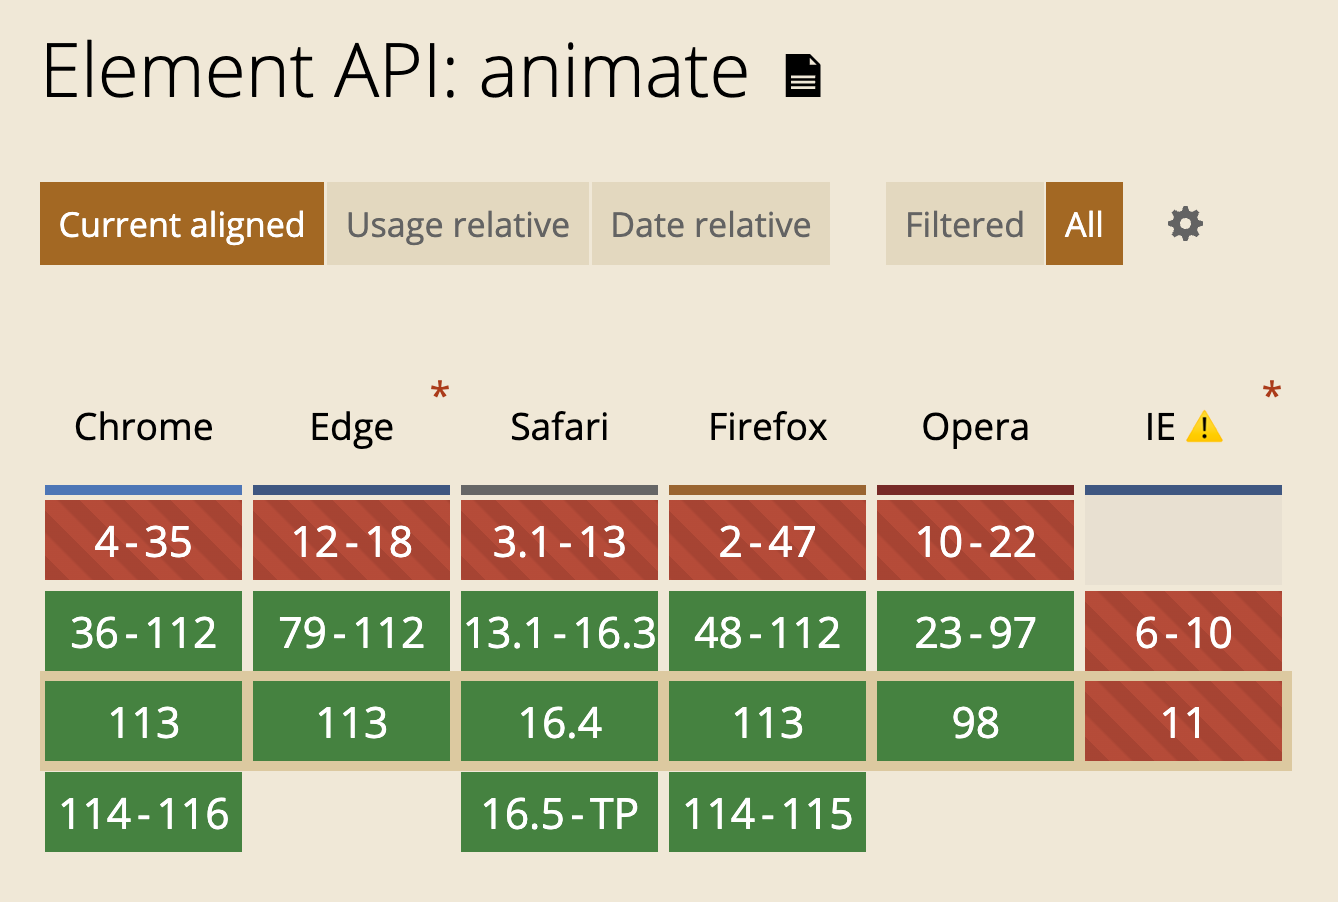 Element API: animate
Current aligned Usage relative Date relative Filtered All
* *
Chrome Edge Safari Firefox Opera IE
4-35 12-18 3.1-13 2-47 10-22
36-112 79-112 13.1-16.3 48-112 23-97 6-10
113 113 16.4 113 98 11
114-116 16.5-TP 114-115